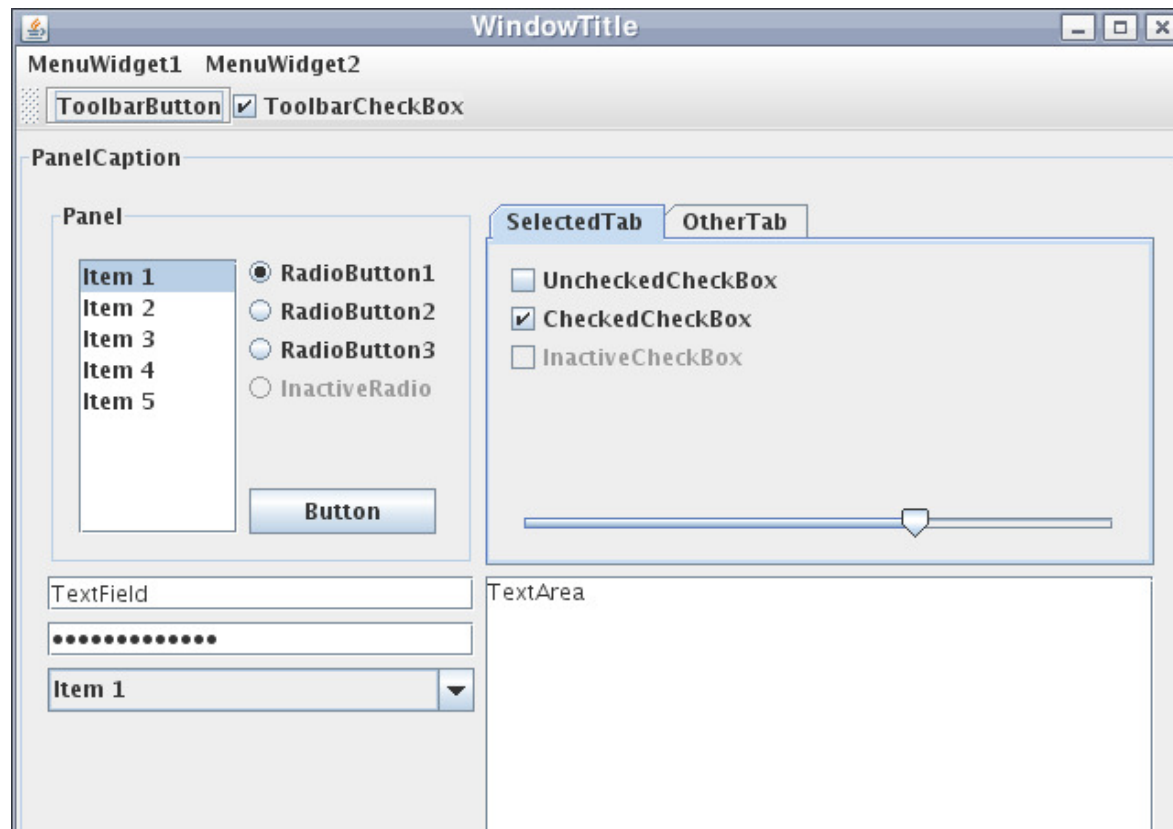 WindowTitle
MenuWidget1 MenuWidget2
ToolbarButton ToolbarCheckBox
PanelCaption
Panel
Item 1
Item 2
Item 3
Item 4
Item 5
RadioButton1
RadioButton2
RadioButton3
InactiveRadio
Button
SelectedTab OtherTab
UncheckedCheckBox
CheckedCheckBox
InactiveCheckBox
TextField
•••••••••••••
Item 1
TextArea